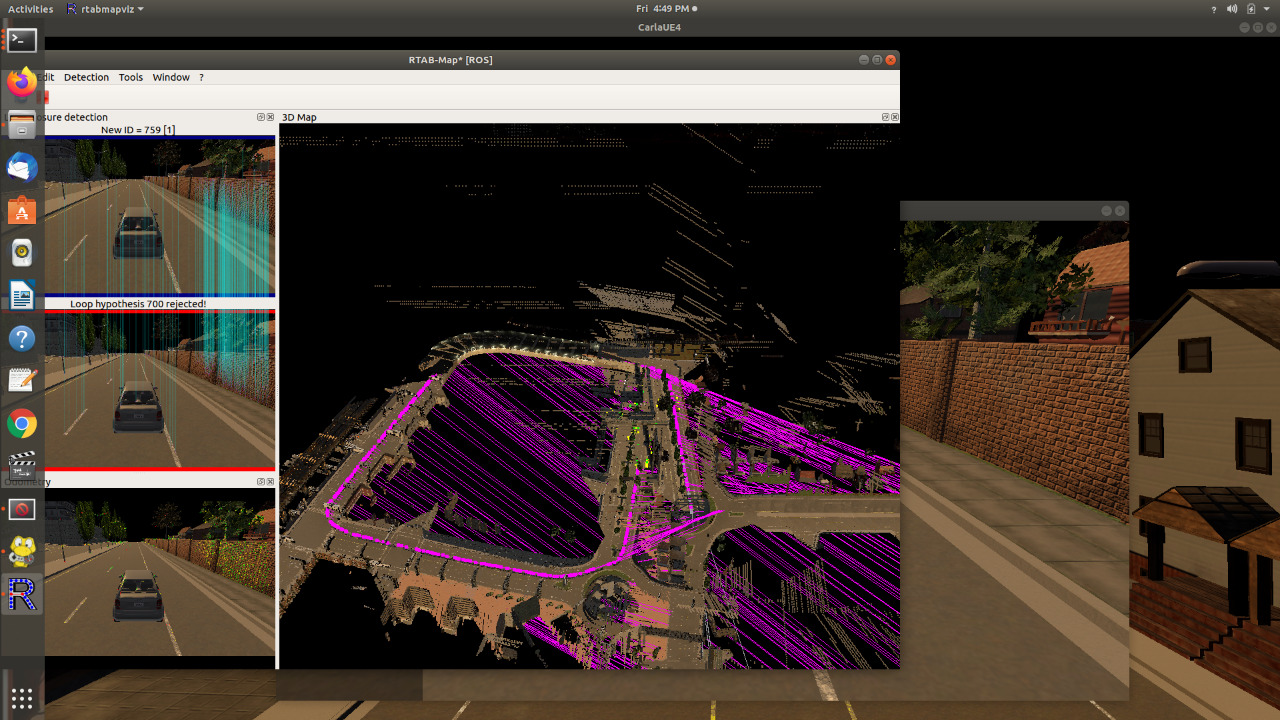 Activities rtabmapviz Fri 4:49 PM ?
CarlaUE4
RTAB-Map* [ROS]
dit Detection Tools Window ?
osure detection
3D Map
New ID = 759 [1]
Loop hypothesis 700 rejected!
Odometry